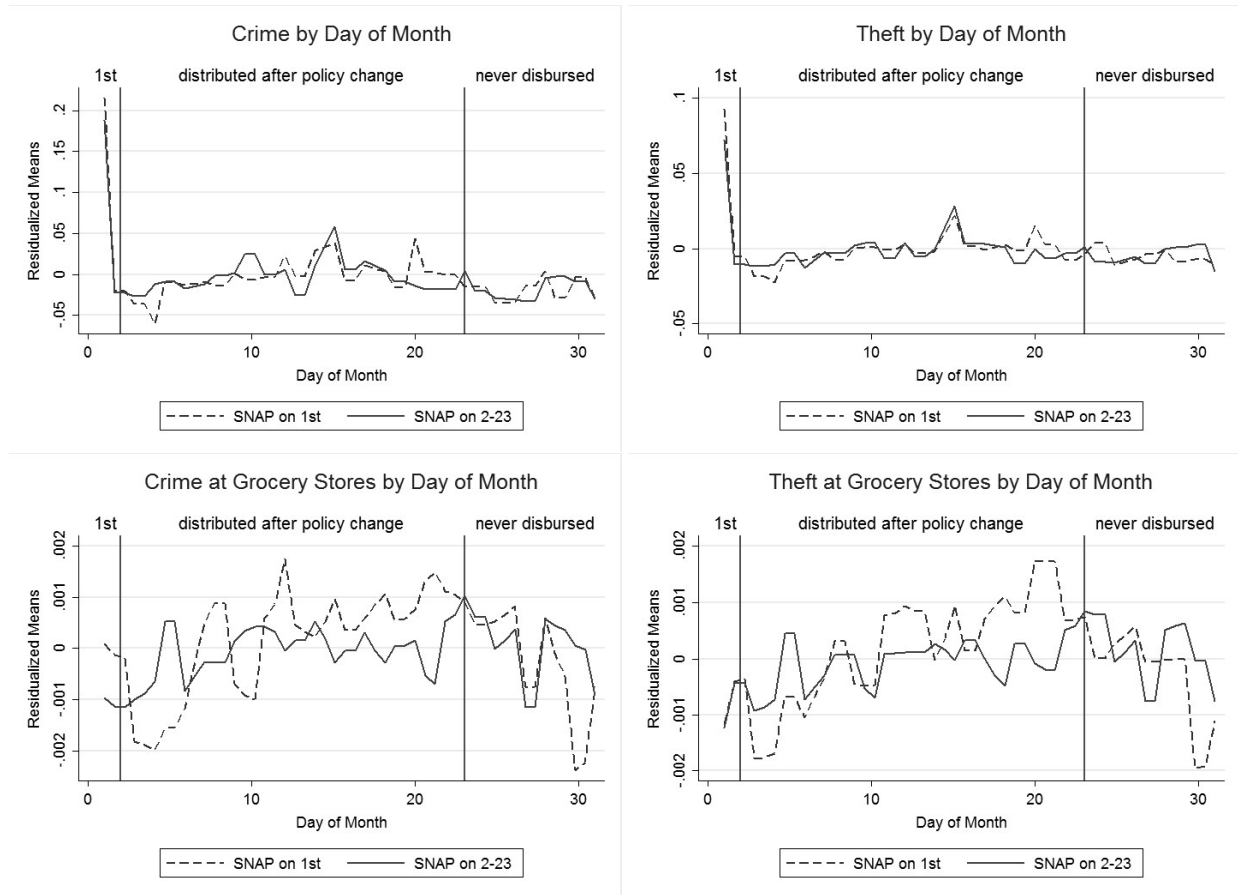 Crime by Day of Month
1st distributed after policy change never disbursed
Residualized Means
.2
.15
.1
.05
0
-.05
0 10 20 30
Day of Month
SNAP on 1st SNAP on 2-23
Theft by Day of Month
1st distributed after policy change never disbursed
Residualized Means
.1
.05
0
-.05
0 10 20 30
Day of Month
SNAP on 1st SNAP on 2-23
Crime at Grocery Stores by Day of Month
1st distributed after policy change never disbursed
Residualized Means
.002
.001
0
-.001
-.002
0 10 20 30
Day of Month
SNAP on 1st SNAP on 2-23
Theft at Grocery Stores by Day of Month
1st distributed after policy change never disbursed
Residualized Means
.002
.001
0
-.001
-.002
0 10 20 30
Day of Month
SNAP on 1st SNAP on 2-23